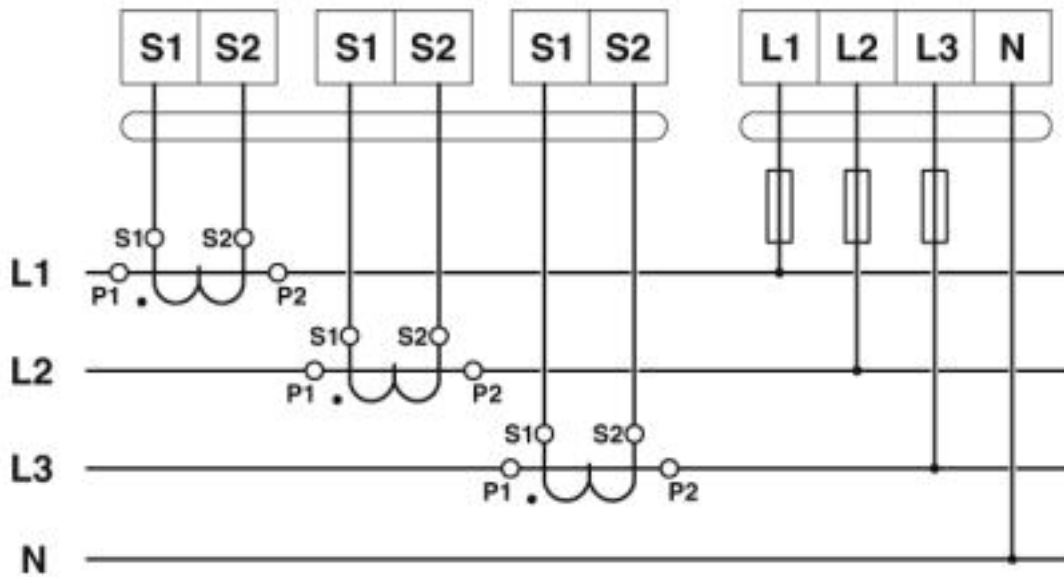 S1 S2 S1 S2 S1 S2 L1 L2 L3 N
S1 S2
L1
P1 P2
S1 S2
L2
P1 P2
S1 S2
L3
P1 P2
N